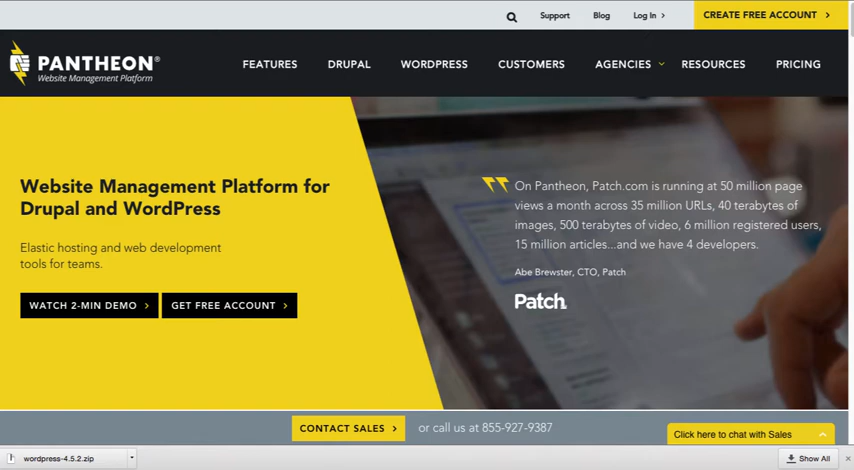 Support Blog Log In > CREATE FREE ACCOUNT >
PANTHEON®
Website Management Platform
FEATURES DRUPAL WORDPRESS CUSTOMERS AGENCIES RESOURCES PRICING
Website Management Platform for
Drupal and WordPress
Elastic hosting and web development
tools for teams.
WATCH 2-MIN DEMO > GET FREE ACCOUNT >
On Pantheon, Patch.com is running at 50 million page
views a month across 35 million URLs, 40 terabytes of
images, 500 terabytes of video, 6 million registered users,
15 million articles...and we have 4 developers.
Abe Brewster, CTO, Patch
Patch.
CONTACT SALES > or call us at 855-927-9387
Click here to chat with Sales
wordpress-4.5.2.zip
Show All